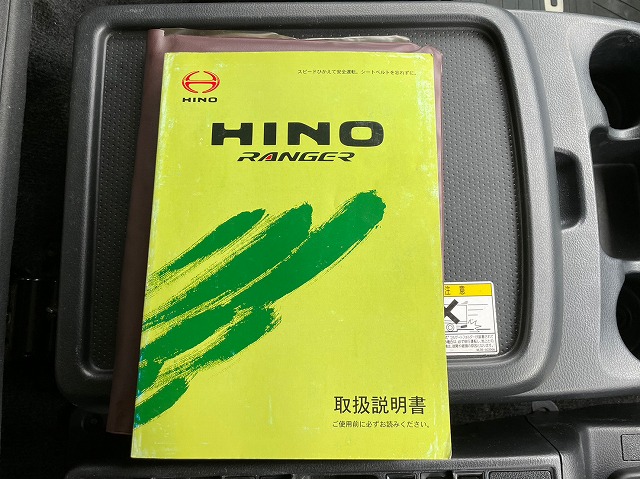 スピードひかえて安全運転。シートベルトを忘れずに。
HINO
HINO
RANGER
注意
取扱説明書
ご使用前に必ずお読みください。